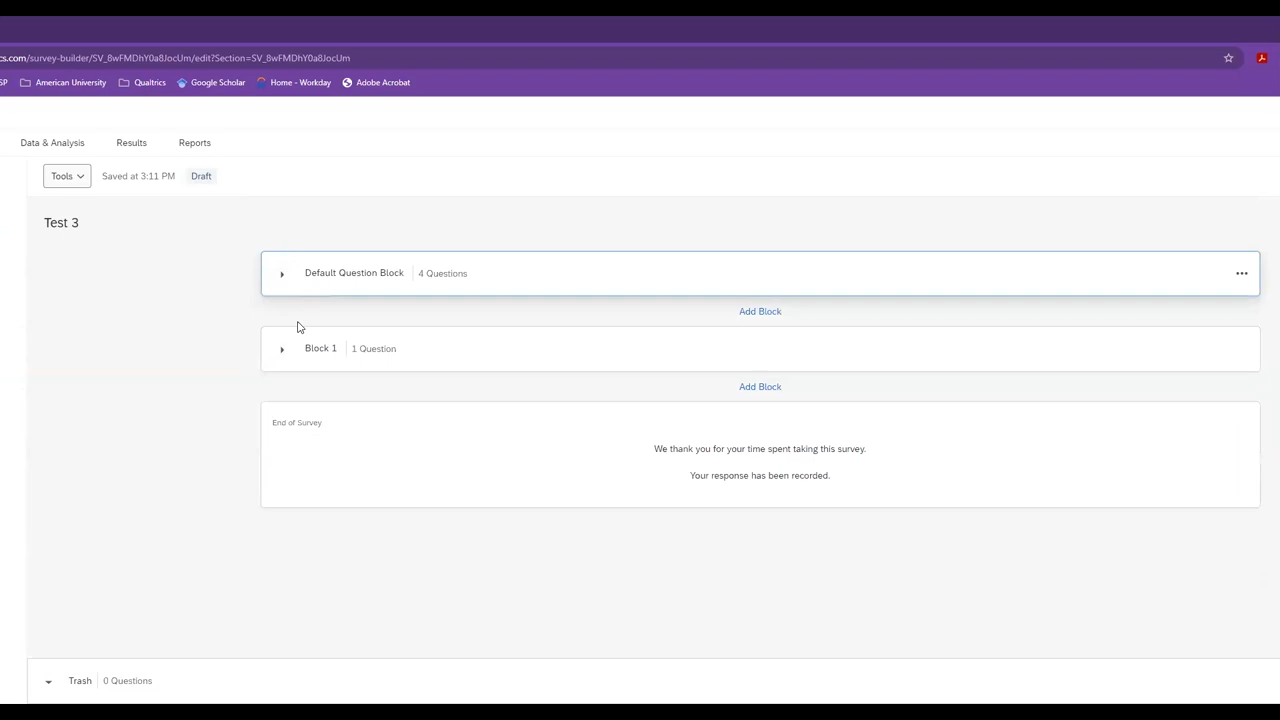 cs.com/survey-builder/SV_8wFMDhY0a8JocUm/edit?Section=SV_8wFMDhY0a8JocUm
SP American University Qualtrics Google Scholar Home - Workday Adobe Acrobat
Data & Analysis Results Reports
Tools Saved at 3:11 PM Draft
Test 3
Default Question Block 4 Questions
Add Block
Block 1 1 Question
Add Block
End of Survey
We thank you for your time spent taking this survey.
Your response has been recorded.
Trash 0 Questions